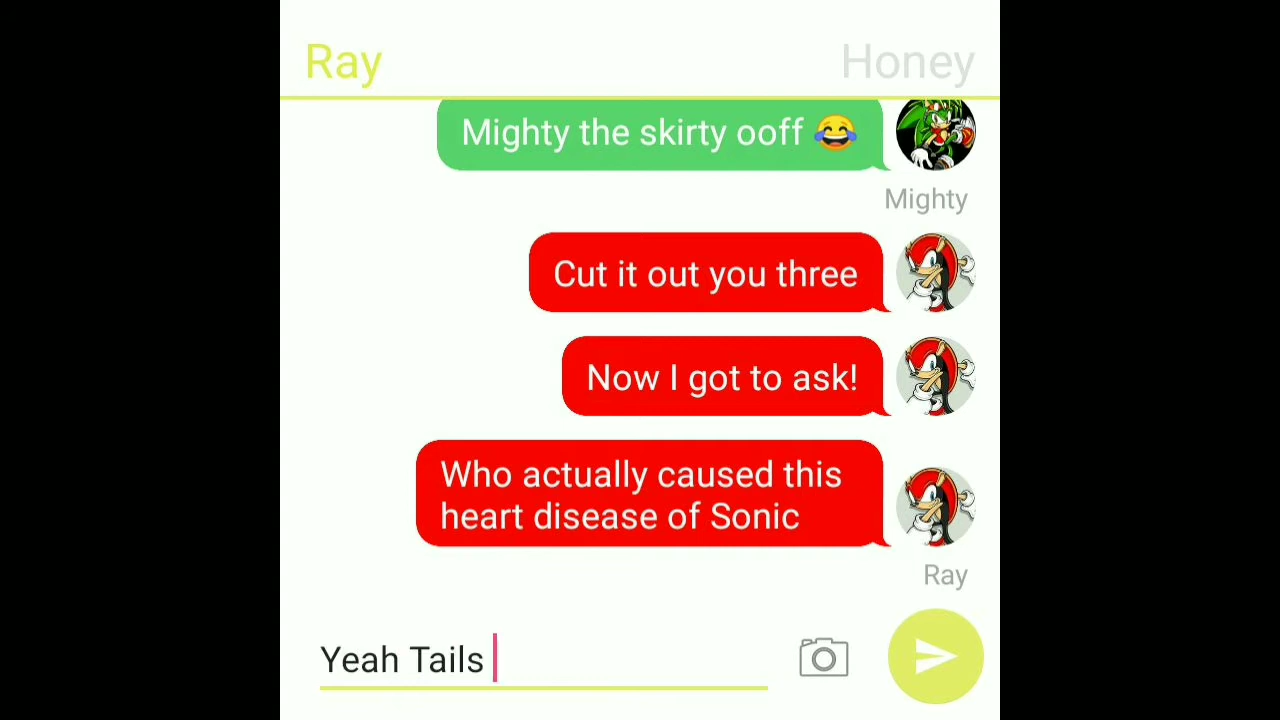 Ray
Honey
Mighty the skirty ooff 😂
Mighty
Cut it out you three
Now I got to ask!
Who actually caused this
heart disease of Sonic
Ray
Yeah Tails